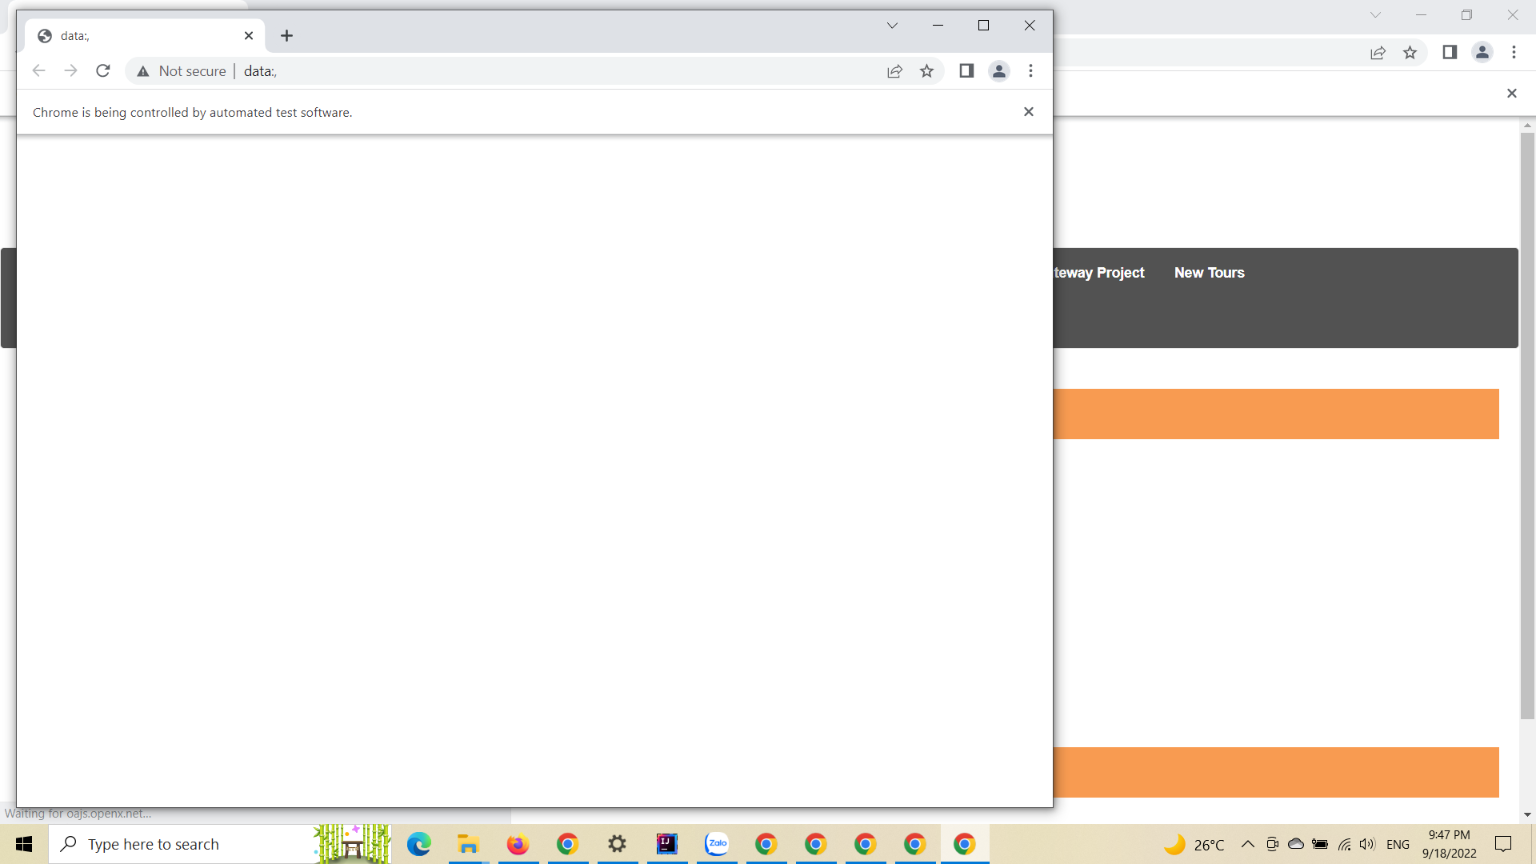 data:,
Not secure | data:,
Chrome is being controlled by automated test software.
teway Project New Tours
Waiting for oajs.openx.net...
Type here to search
IJ
Zalo
26°C
ENG
9:47 PM
9/18/2022